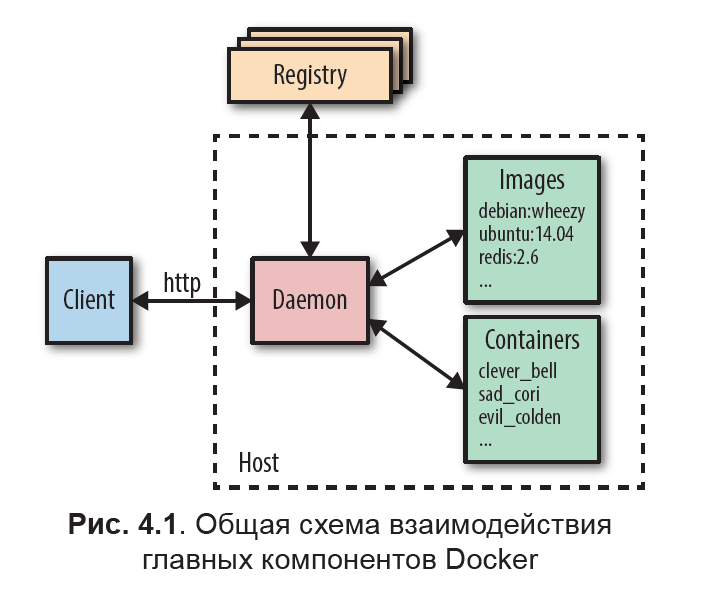 Registry
Images
debian:wheezy
ubuntu:14.04
redis:2.6
...
Client
http
Daemon
Containers
clever_bell
sad_cori
evil_colden
...
Host
Рис. 4.1. Общая схема взаимодействия
главных компонентов Docker